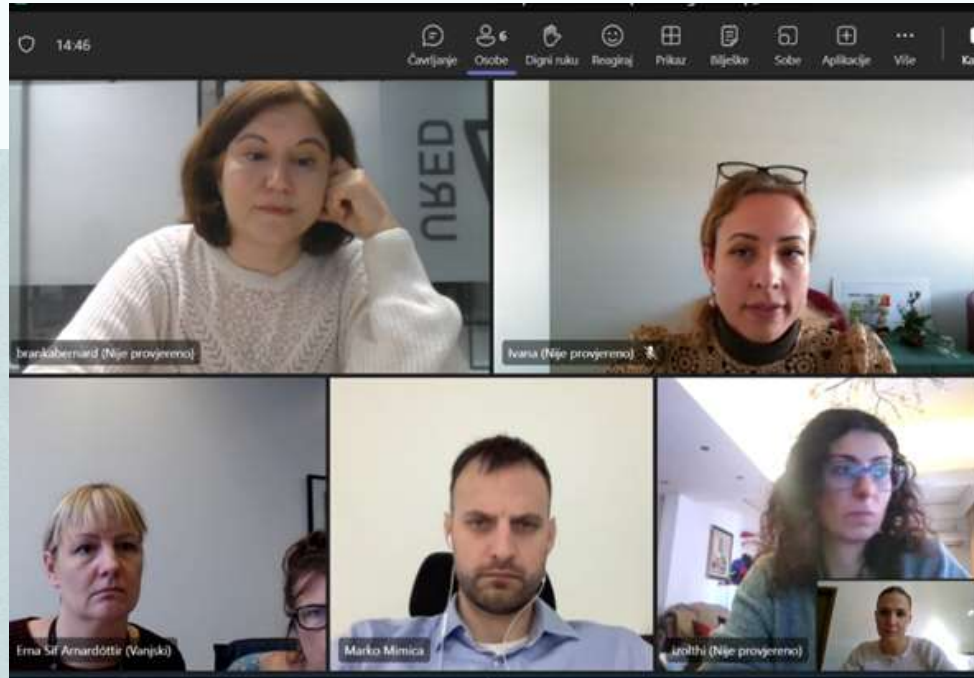 14:46
Čavrljanje
Osobe
6
Digni ruku
Reagiraj
Prikaz
Bilješke
Sobe
Aplikacije
Više
URED
brankabernard (Nije provjereno)
Ivana (Nije provjereno)
Erna Sif Arnardóttir (Vanjski)
Marko Mimica
izolthi (Nije provjereno)